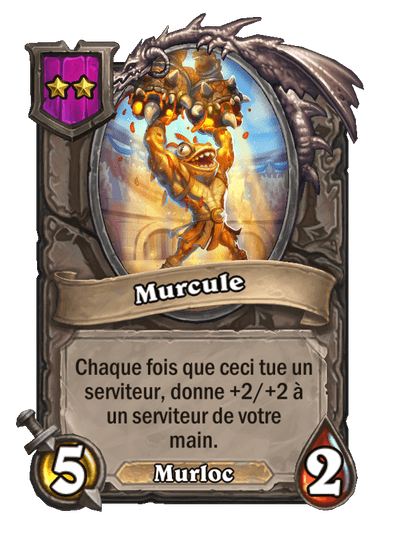 Murcule
Chaque fois que ceci tue un
serviteur, donne +2/+2 à
un serviteur de votre
main.
5
Murloc
2